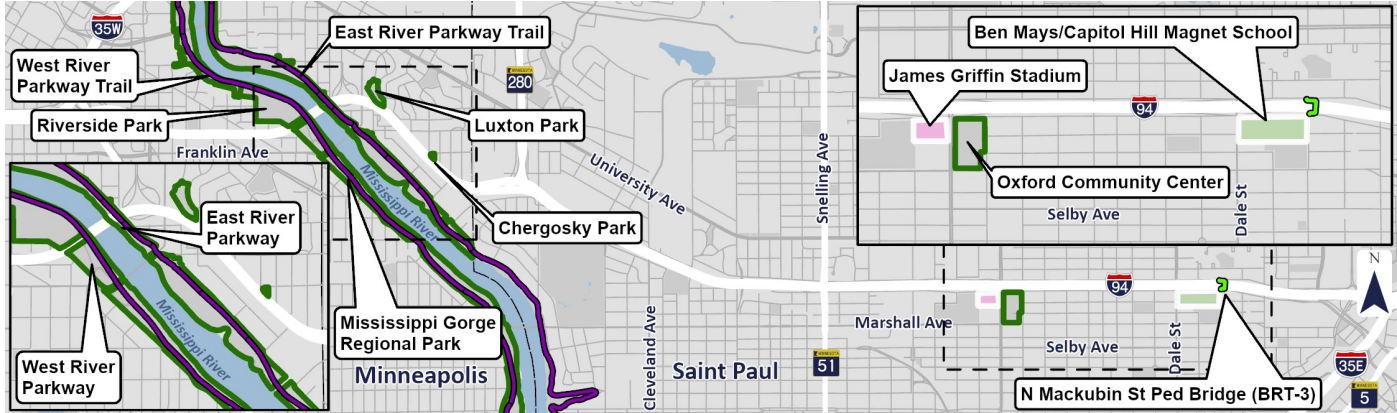 35W
West River
Parkway Trail
Riverside Park
Franklin Ave
East River Parkway Trail
MINNESOTA
280
Luxton Park
University Ave
Mississippi River
Chergosky Park
Mississippi Gorge
Regional Park
Minneapolis
East River
Parkway
Mississippi River
West River
Parkway
Cleveland Ave
Saint Paul
Snelling Ave
MINNESOTA
51
Ben Mays/Capitol Hill Magnet School
James Griffin Stadium
94
Oxford Community Center
Selby Ave
Dale St
94
Marshall Ave
Selby Ave
Dale St
N Mackubin St Ped Bridge (BRT-3)
N
35E
MINNESOTA
5